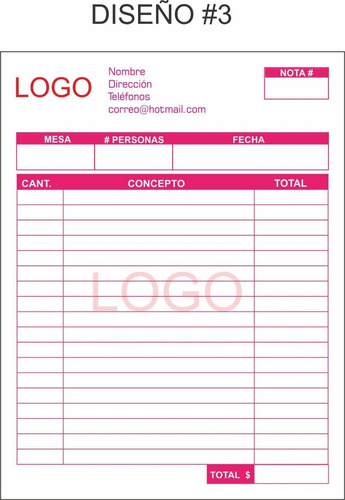 DISEÑO #3
LOGO
Nombre
Dirección
Teléfonos
correo@hotmail.com
NOTA #
MESA # PERSONAS FECHA
CANT. CONCEPTO TOTAL
LOGO
TOTAL $